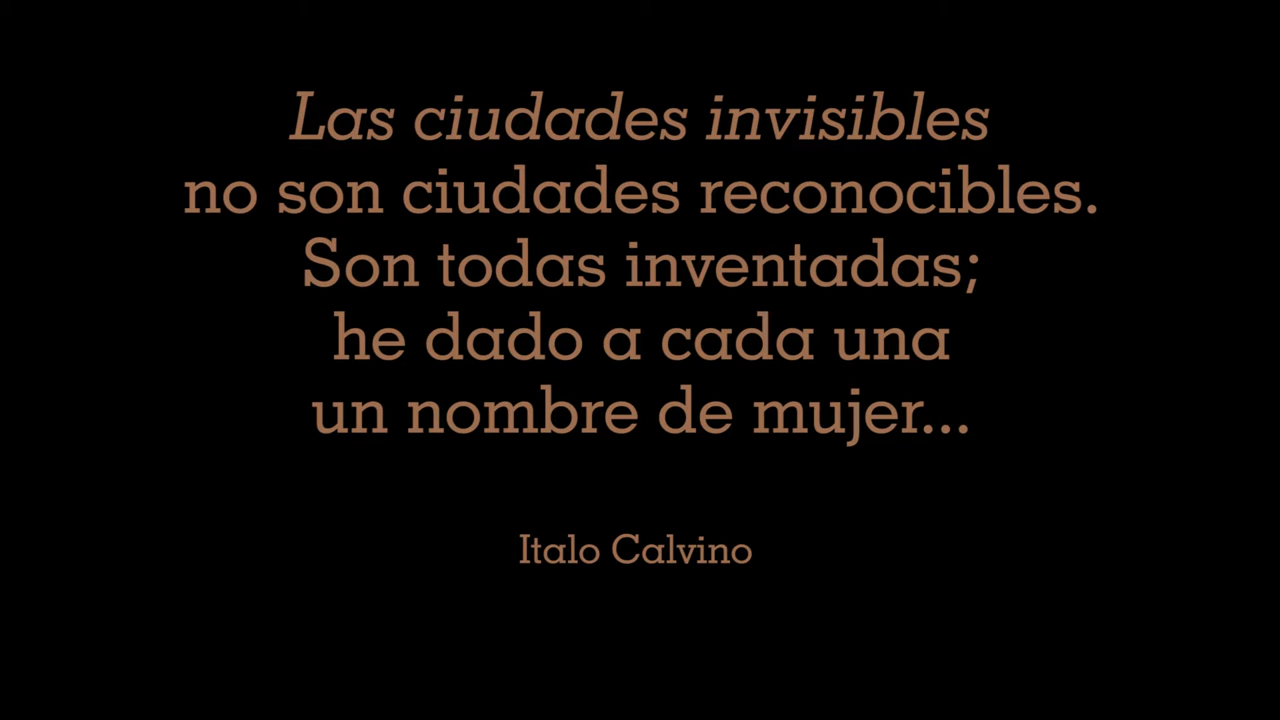 Las ciudades invisibles
no son ciudades reconocibles.
Son todas inventadas;
he dado a cada una
un nombre de mujer...
Italo Calvino